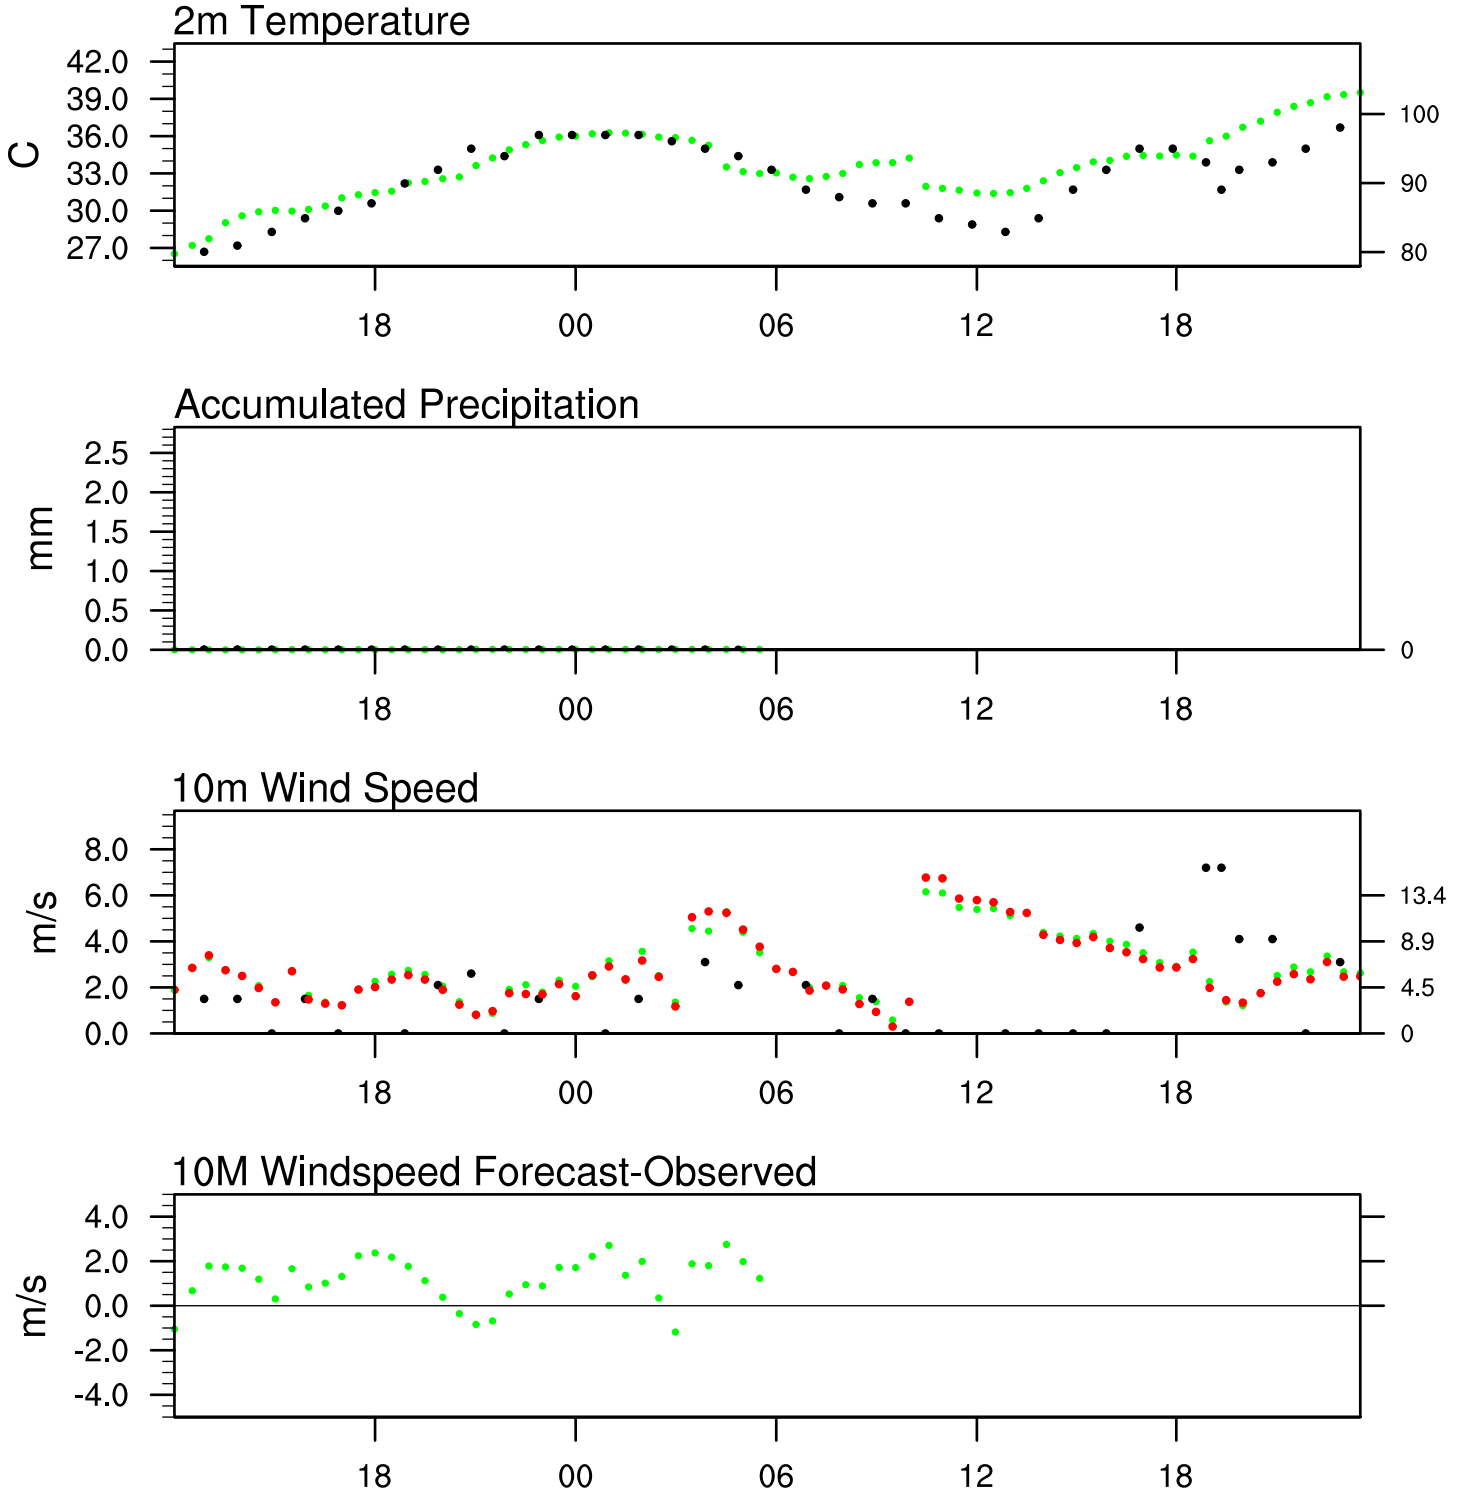 2m Temperature
42.0
39.0
36.0
33.0
30.0
27.0
C
100
90
80
18 00 06 12 18
Accumulated Precipitation
2.5
2.0
1.5
1.0
0.5
0.0
mm
0
18 00 06 12 18
10m Wind Speed
8.0
6.0
4.0
2.0
0.0
m/s
13.4
8.9
4.5
0
18 00 06 12 18
10M Windspeed Forecast-Observed
4.0
2.0
0.0
-2.0
-4.0
m/s
18 00 06 12 18